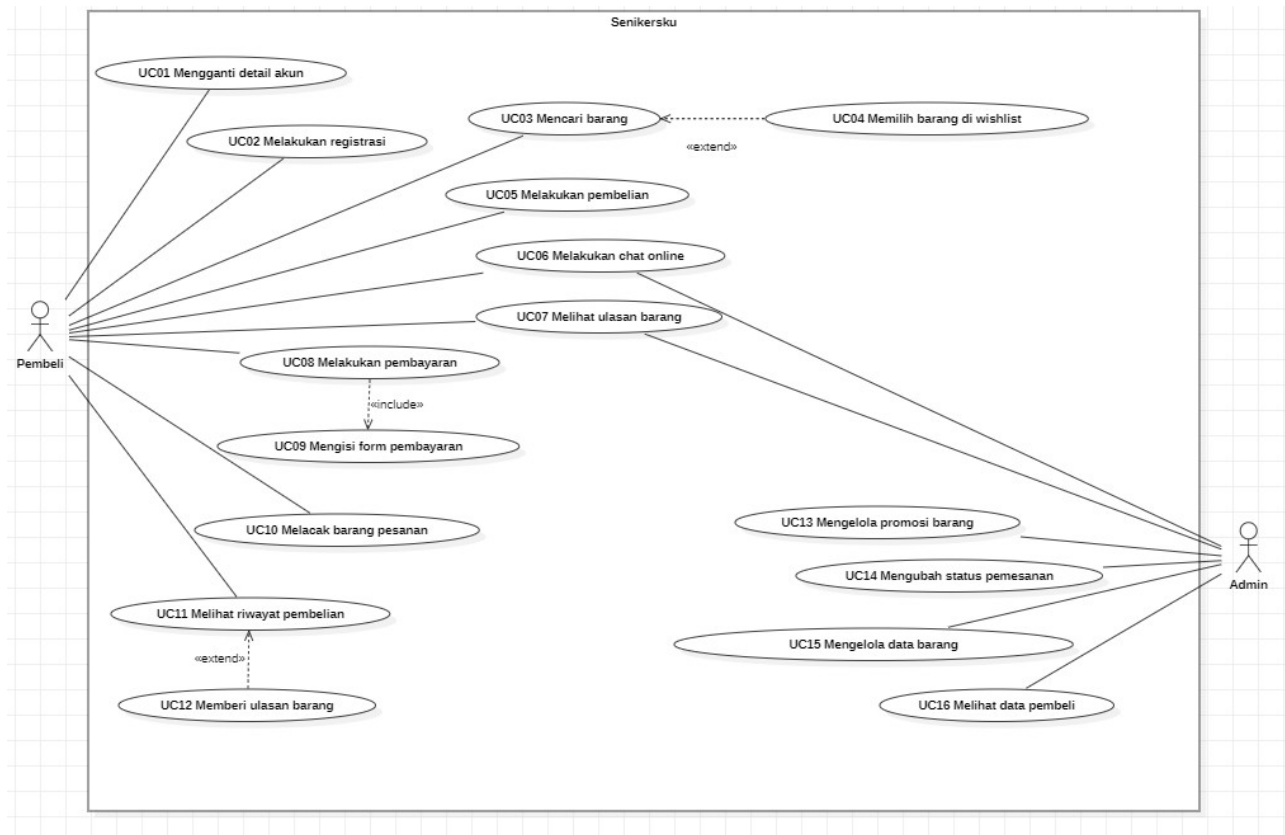 Senikersku
UC01 Mengganti detail akun
UC03 Mencari barang
UC04 Memilih barang di wishlist
UC02 Melakukan registrasi
«extend»
UC05 Melakukan pembelian
UC06 Melakukan chat online
UC07 Melihat ulasan barang
Pembeli
UC08 Melakukan pembayaran
«include»
UC09 Mengisi form pembayaran
UC10 Melacak barang pesanan
UC13 Mengelola promosi barang
UC14 Mengubah status pemesanan
Admin
UC11 Melihat riwayat pembelian
UC15 Mengelola data barang
«extend»
UC12 Memberi ulasan barang
UC16 Melihat data pembeli